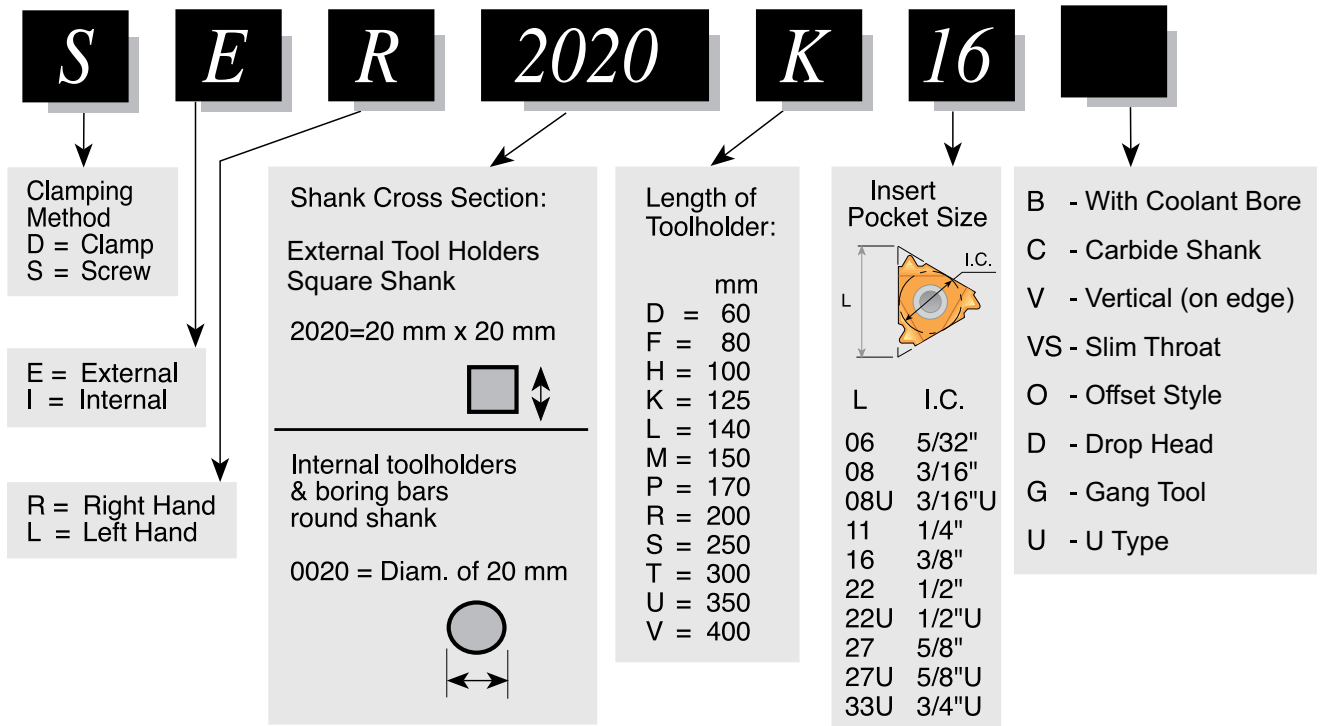 S E R 2020 K 16
Clamping
Method
D = Clamp
S = Screw
E = External
I = Internal
R = Right Hand
L = Left Hand
Shank Cross Section:
External Tool Holders
Square Shank
2020=20 mm x 20 mm
Internal toolholders
& boring bars
round shank
0020 = Diam. of 20 mm
Length of
Toolholder:
mm
D = 60
F = 80
H = 100
K = 125
L = 140
M = 150
P = 170
R = 200
S = 250
T = 300
U = 350
V = 400
Insert
Pocket Size
I.C.
L
L I.C.
06 5/32"
08 3/16"
08U 3/16"U
11 1/4"
16 3/8"
22 1/2"
22U 1/2"U
27 5/8"
27U 5/8"U
33U 3/4"U
B - With Coolant Bore
C - Carbide Shank
V - Vertical (on edge)
VS - Slim Throat
O - Offset Style
D - Drop Head
G - Gang Tool
U - U Type